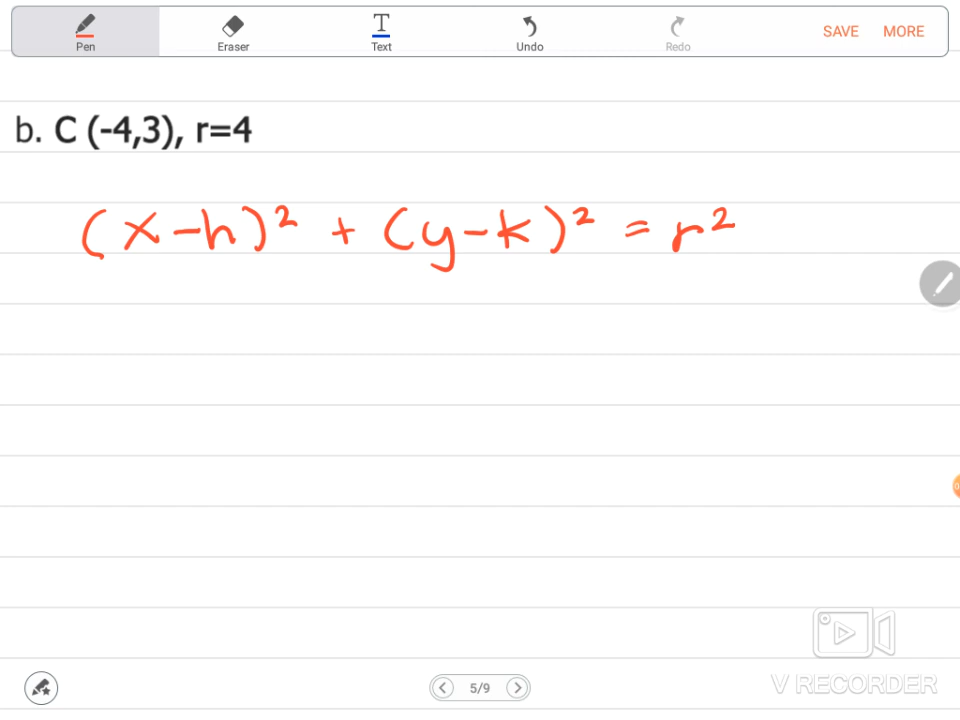 Pen Eraser Text Undo Redo SAVE MORE
b. C (-4,3), r=4
(x-h)² + (y-k)² = r²
5/9
V RECORDER